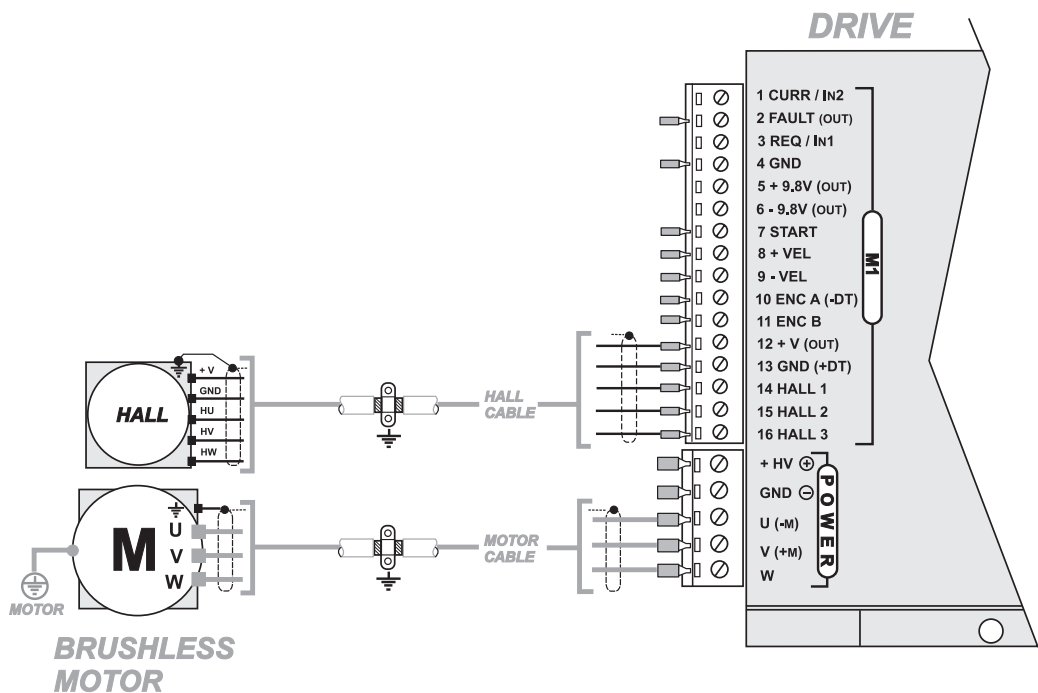 DRIVE
1 CURR / IN2
2 FAULT (OUT)
3 REQ / IN1
4 GND
5 + 9.8V (OUT)
6 - 9.8V (OUT)
7 START
8 + VEL
9 - VEL
10 ENC A (-DT)
11 ENC B
12 + V (OUT)
13 GND (+DT)
14 HALL 1
15 HALL 2
16 HALL 3
M1
+ HV
GND
U (-M)
V (+M)
W
POWER
HALL
+ V
GND
HU
HV
HW
HALL
CABLE
M
U
V
W
MOTOR
CABLE
MOTOR
BRUSHLESS
MOTOR